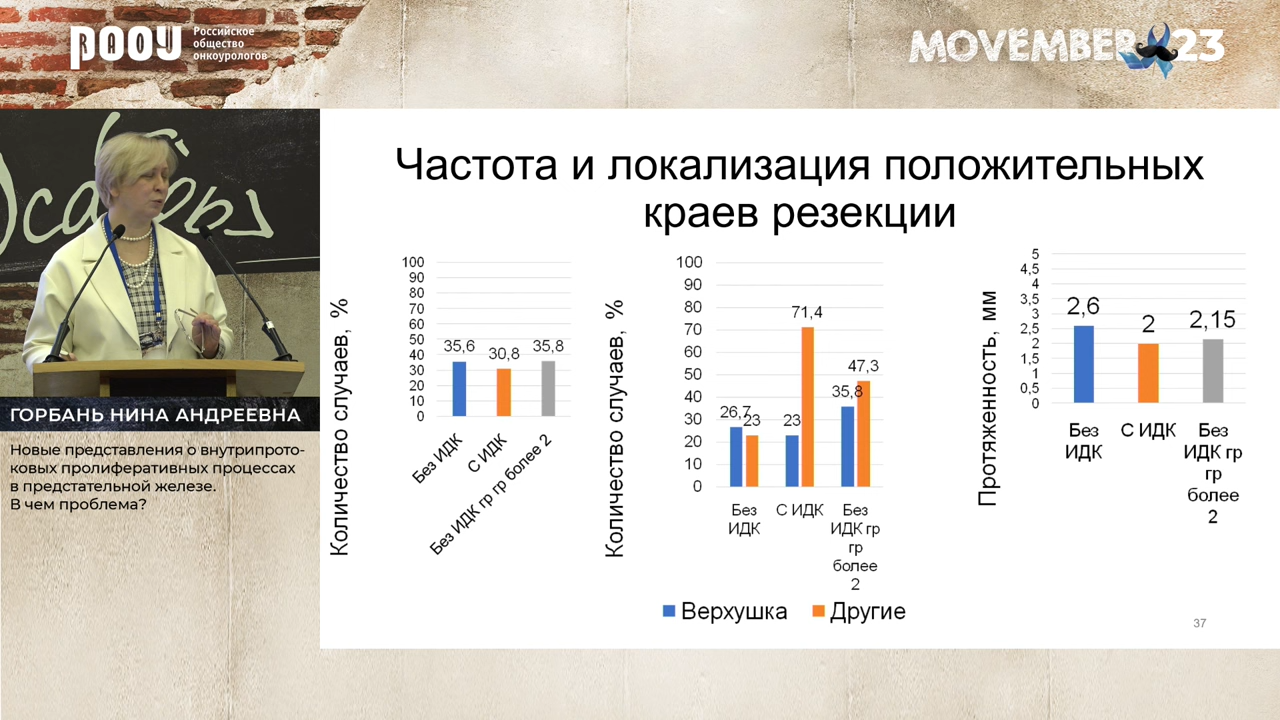 РООУ
Российское
общество
онкоурологов
MOVEMBER 23
ГОРБАНЬ НИНА АНДРЕЕВНА
Новые представления о внутрипрото-
ковых пролиферативных процессах
в предстательной железе.
В чем проблема?
Частота и локализация положительных
краев резекции
Количество случаев, %
100
90
80
70
60
50
40
30
20
10
0
35,6
30,8
35,8
Без ИДК
С ИДК
Без ИДК гр гр более 2
Количество случаев, %
100
90
80
70
60
50
40
30
20
10
0
26,7
23
23
71,4
35,8
47,3
Без
ИДК
С ИДК
Без
ИДК гр
гр
более
2
Верхушка
Другие
Протяженность, мм
5
4,5
4
3,5
3
2,5
2
1,5
1
0,5
0
2,6
2
2,15
Без
ИДК
С ИДК
Без
ИДК гр
гр
более
2
37